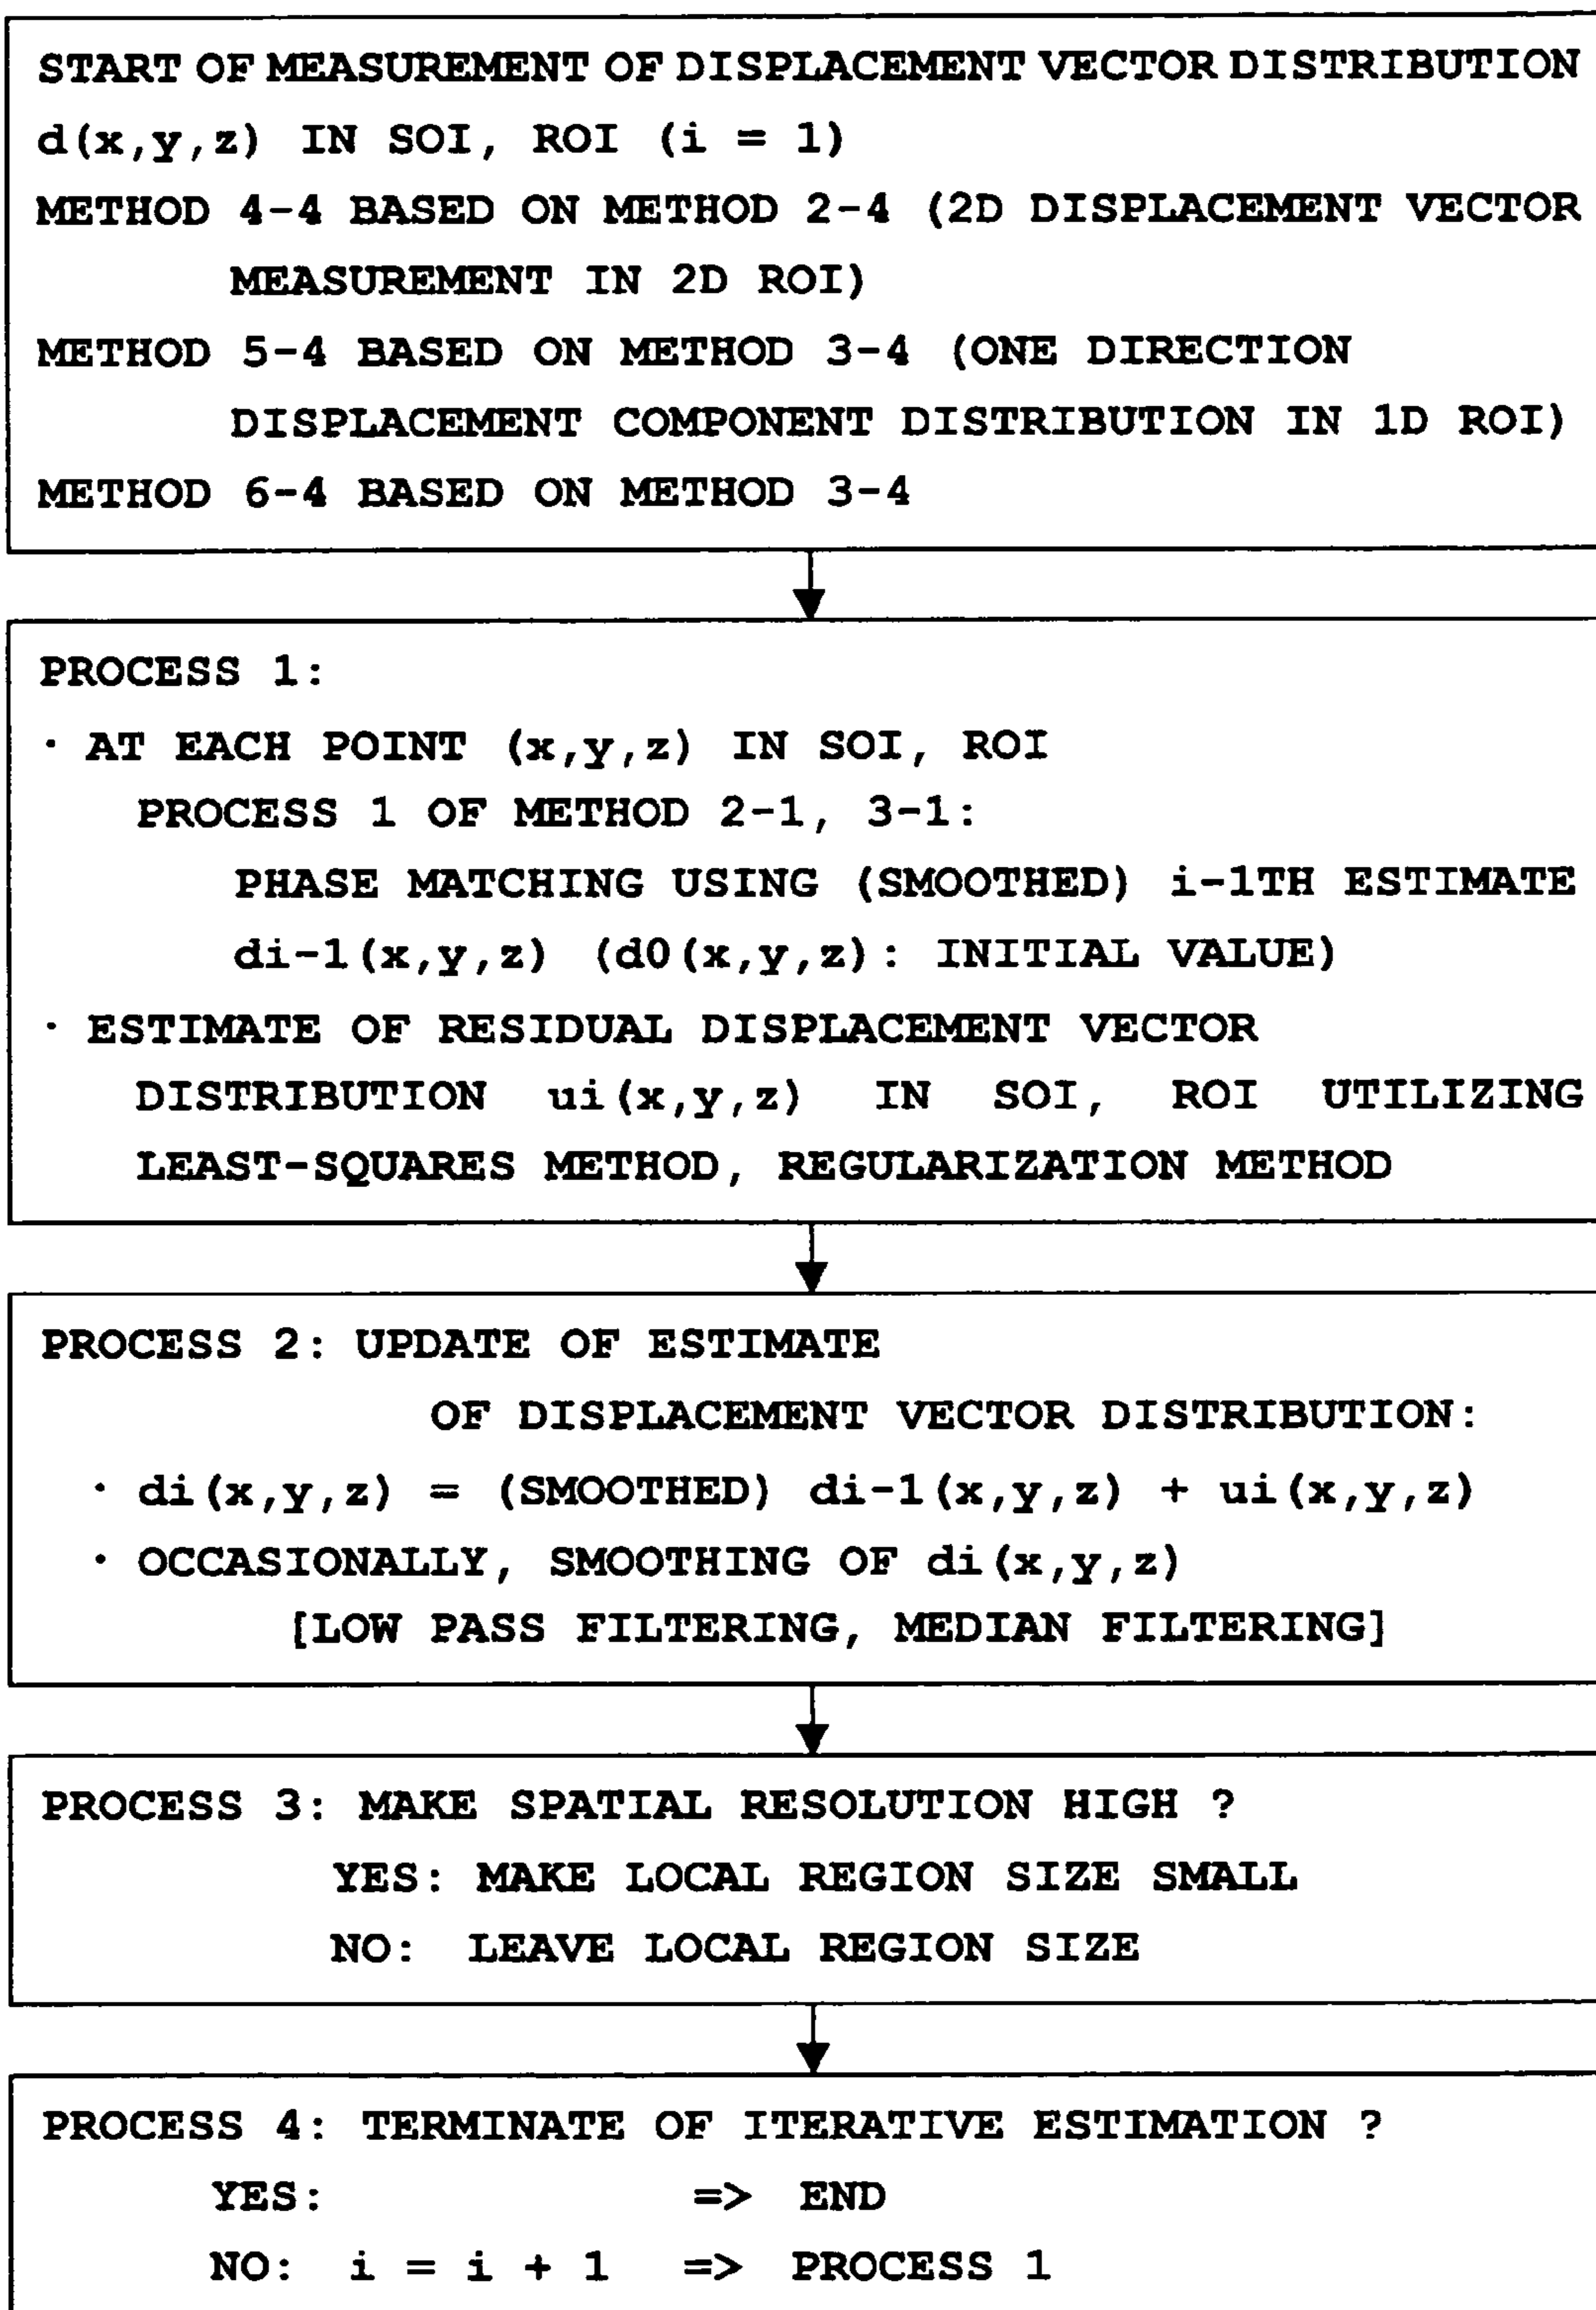 START OF MEASUREMENT OF DISPLACEMENT VECTOR DISTRIBUTION
d(x,y,z) IN SOI, ROI (i = 1)
METHOD 4-4 BASED ON METHOD 2-4 (2D DISPLACEMENT VECTOR
MEASUREMENT IN 2D ROI)
METHOD 5-4 BASED ON METHOD 3-4 (ONE DIRECTION
DISPLACEMENT COMPONENT DISTRIBUTION IN 1D ROI)
METHOD 6-4 BASED ON METHOD 3-4
PROCESS 1:
· AT EACH POINT (x,y,z) IN SOI, ROI
PROCESS 1 OF METHOD 2-1, 3-1:
PHASE MATCHING USING (SMOOTHED) i-1TH ESTIMATE
di-1(x,y,z) (d0(x,y,z): INITIAL VALUE)
· ESTIMATE OF RESIDUAL DISPLACEMENT VECTOR
DISTRIBUTION ui(x,y,z) IN SOI, ROI UTILIZING
LEAST-SQUARES METHOD, REGULARIZATION METHOD
PROCESS 2: UPDATE OF ESTIMATE
OF DISPLACEMENT VECTOR DISTRIBUTION:
· di(x,y,z) = (SMOOTHED) di-1(x,y,z) + ui(x,y,z)
· OCCASIONALLY, SMOOTHING OF di(x,y,z)
[LOW PASS FILTERING, MEDIAN FILTERING]
PROCESS 3: MAKE SPATIAL RESOLUTION HIGH ?
YES: MAKE LOCAL REGION SIZE SMALL
NO: LEAVE LOCAL REGION SIZE
PROCESS 4: TERMINATE OF ITERATIVE ESTIMATION ?
YES: => END
NO: i = i + 1 => PROCESS 1